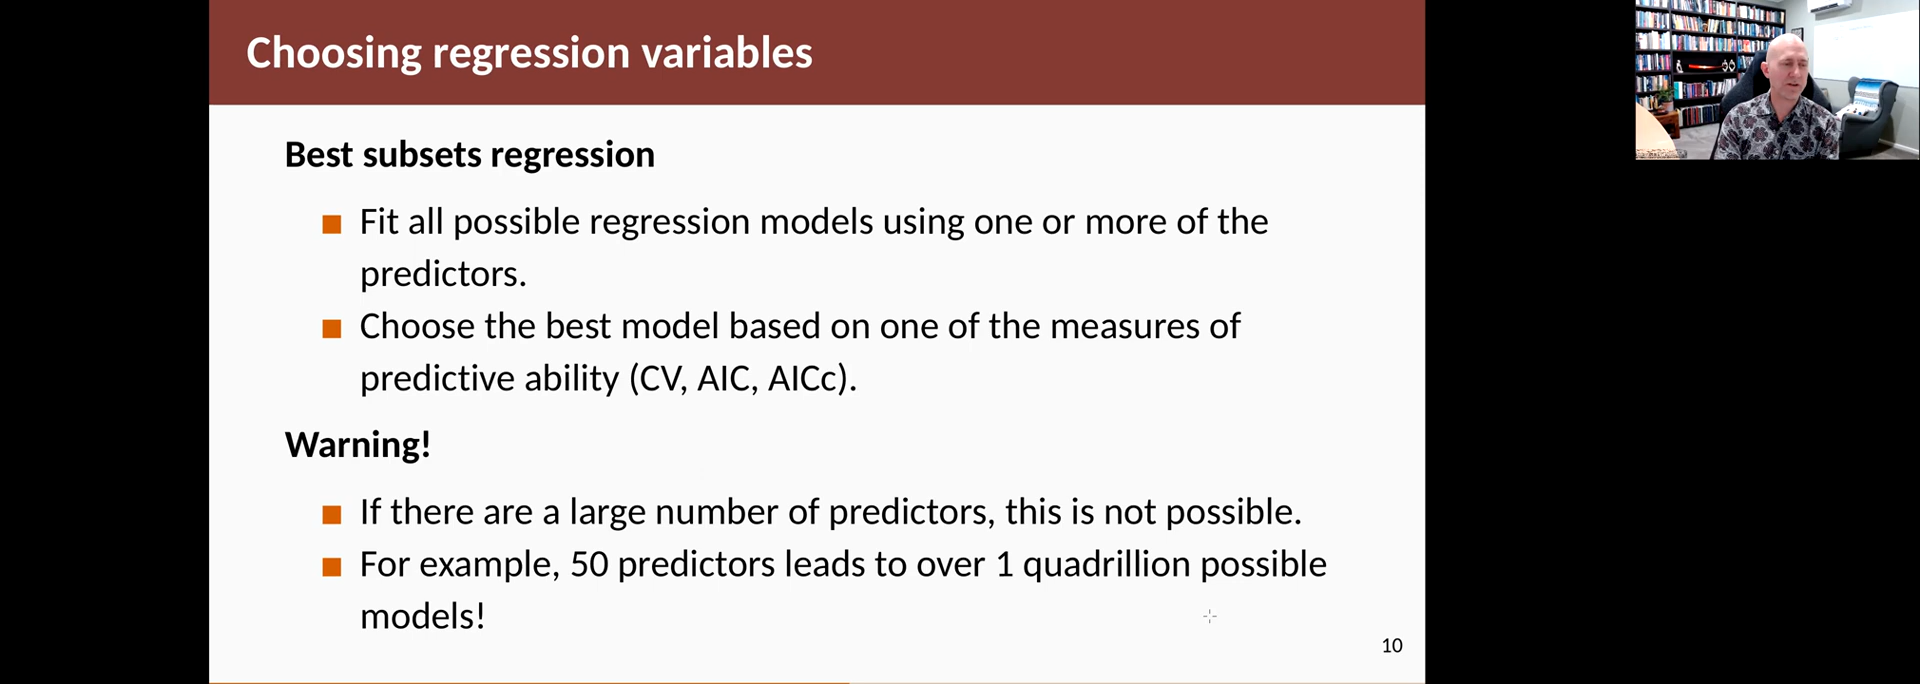 Choosing regression variables
Best subsets regression
Fit all possible regression models using one or more of the
predictors.
Choose the best model based on one of the measures of
predictive ability (CV, AIC, AICc).
Warning!
If there are a large number of predictors, this is not possible.
For example, 50 predictors leads to over 1 quadrillion possible
models!
10